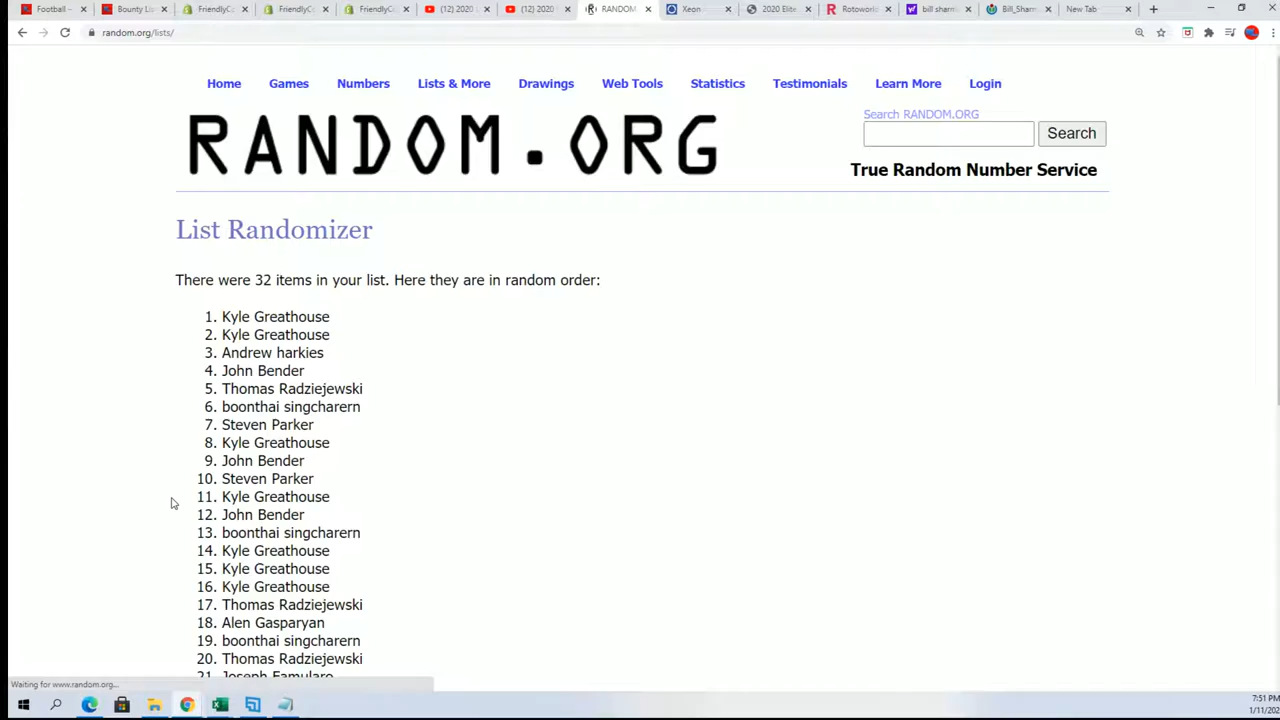 Football –
Bounty Lis
FriendlyCo
FriendlyCo
FriendlyCo
(12) 2020
(12) 2020
RANDOM
Xeon
2020 Elite
Rotoworld
bill sharm
Bill_Sharm
New Tab
random.org/lists/
Home Games Numbers Lists & More Drawings Web Tools Statistics Testimonials Learn More Login
RANDOM.ORG
Search RANDOM.ORG
Search
True Random Number Service
List Randomizer
There were 32 items in your list. Here they are in random order:
1. Kyle Greathouse
2. Kyle Greathouse
3. Andrew harkies
4. John Bender
5. Thomas Radziejewski
6. boonthai singcharern
7. Steven Parker
8. Kyle Greathouse
9. John Bender
10. Steven Parker
11. Kyle Greathouse
12. John Bender
13. boonthai singcharern
14. Kyle Greathouse
15. Kyle Greathouse
16. Kyle Greathouse
17. Thomas Radziejewski
18. Alen Gasparyan
19. boonthai singcharern
20. Thomas Radziejewski
21. Joseph Famularo
Waiting for www.random.org...
7:51 PM
1/11/202